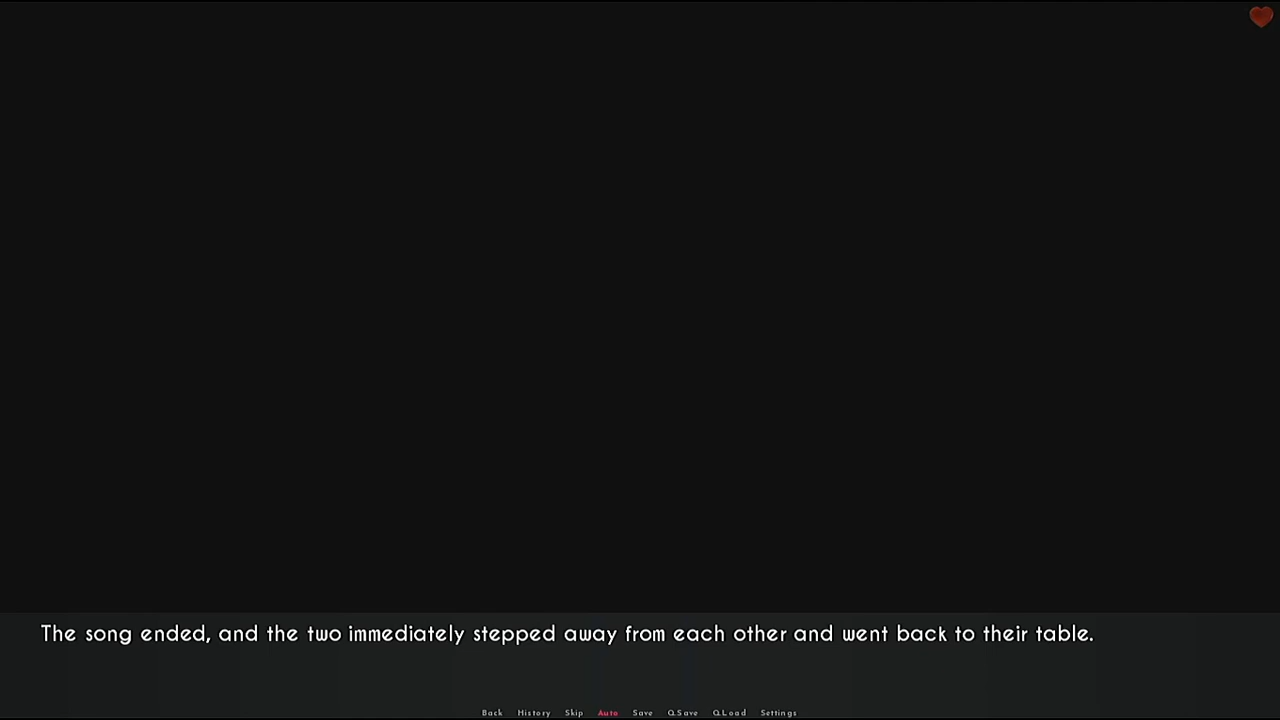 The song ended, and the two immediately stepped away from each other and went back to their table.
Back History Skip Auto Save Q.Save Q.Load Settings